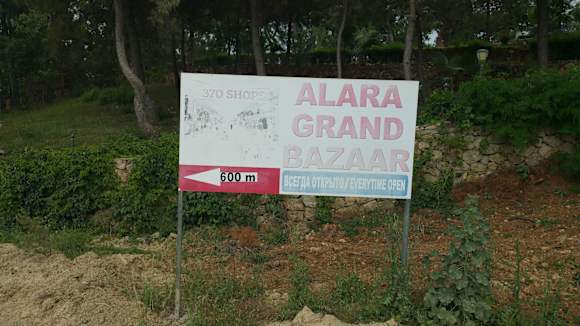 370 SHOPS
ALARA
GRAND
BAZAAR
600 m
ВСЕГДА ОТКРЫТО/EVERYTIME OPEN